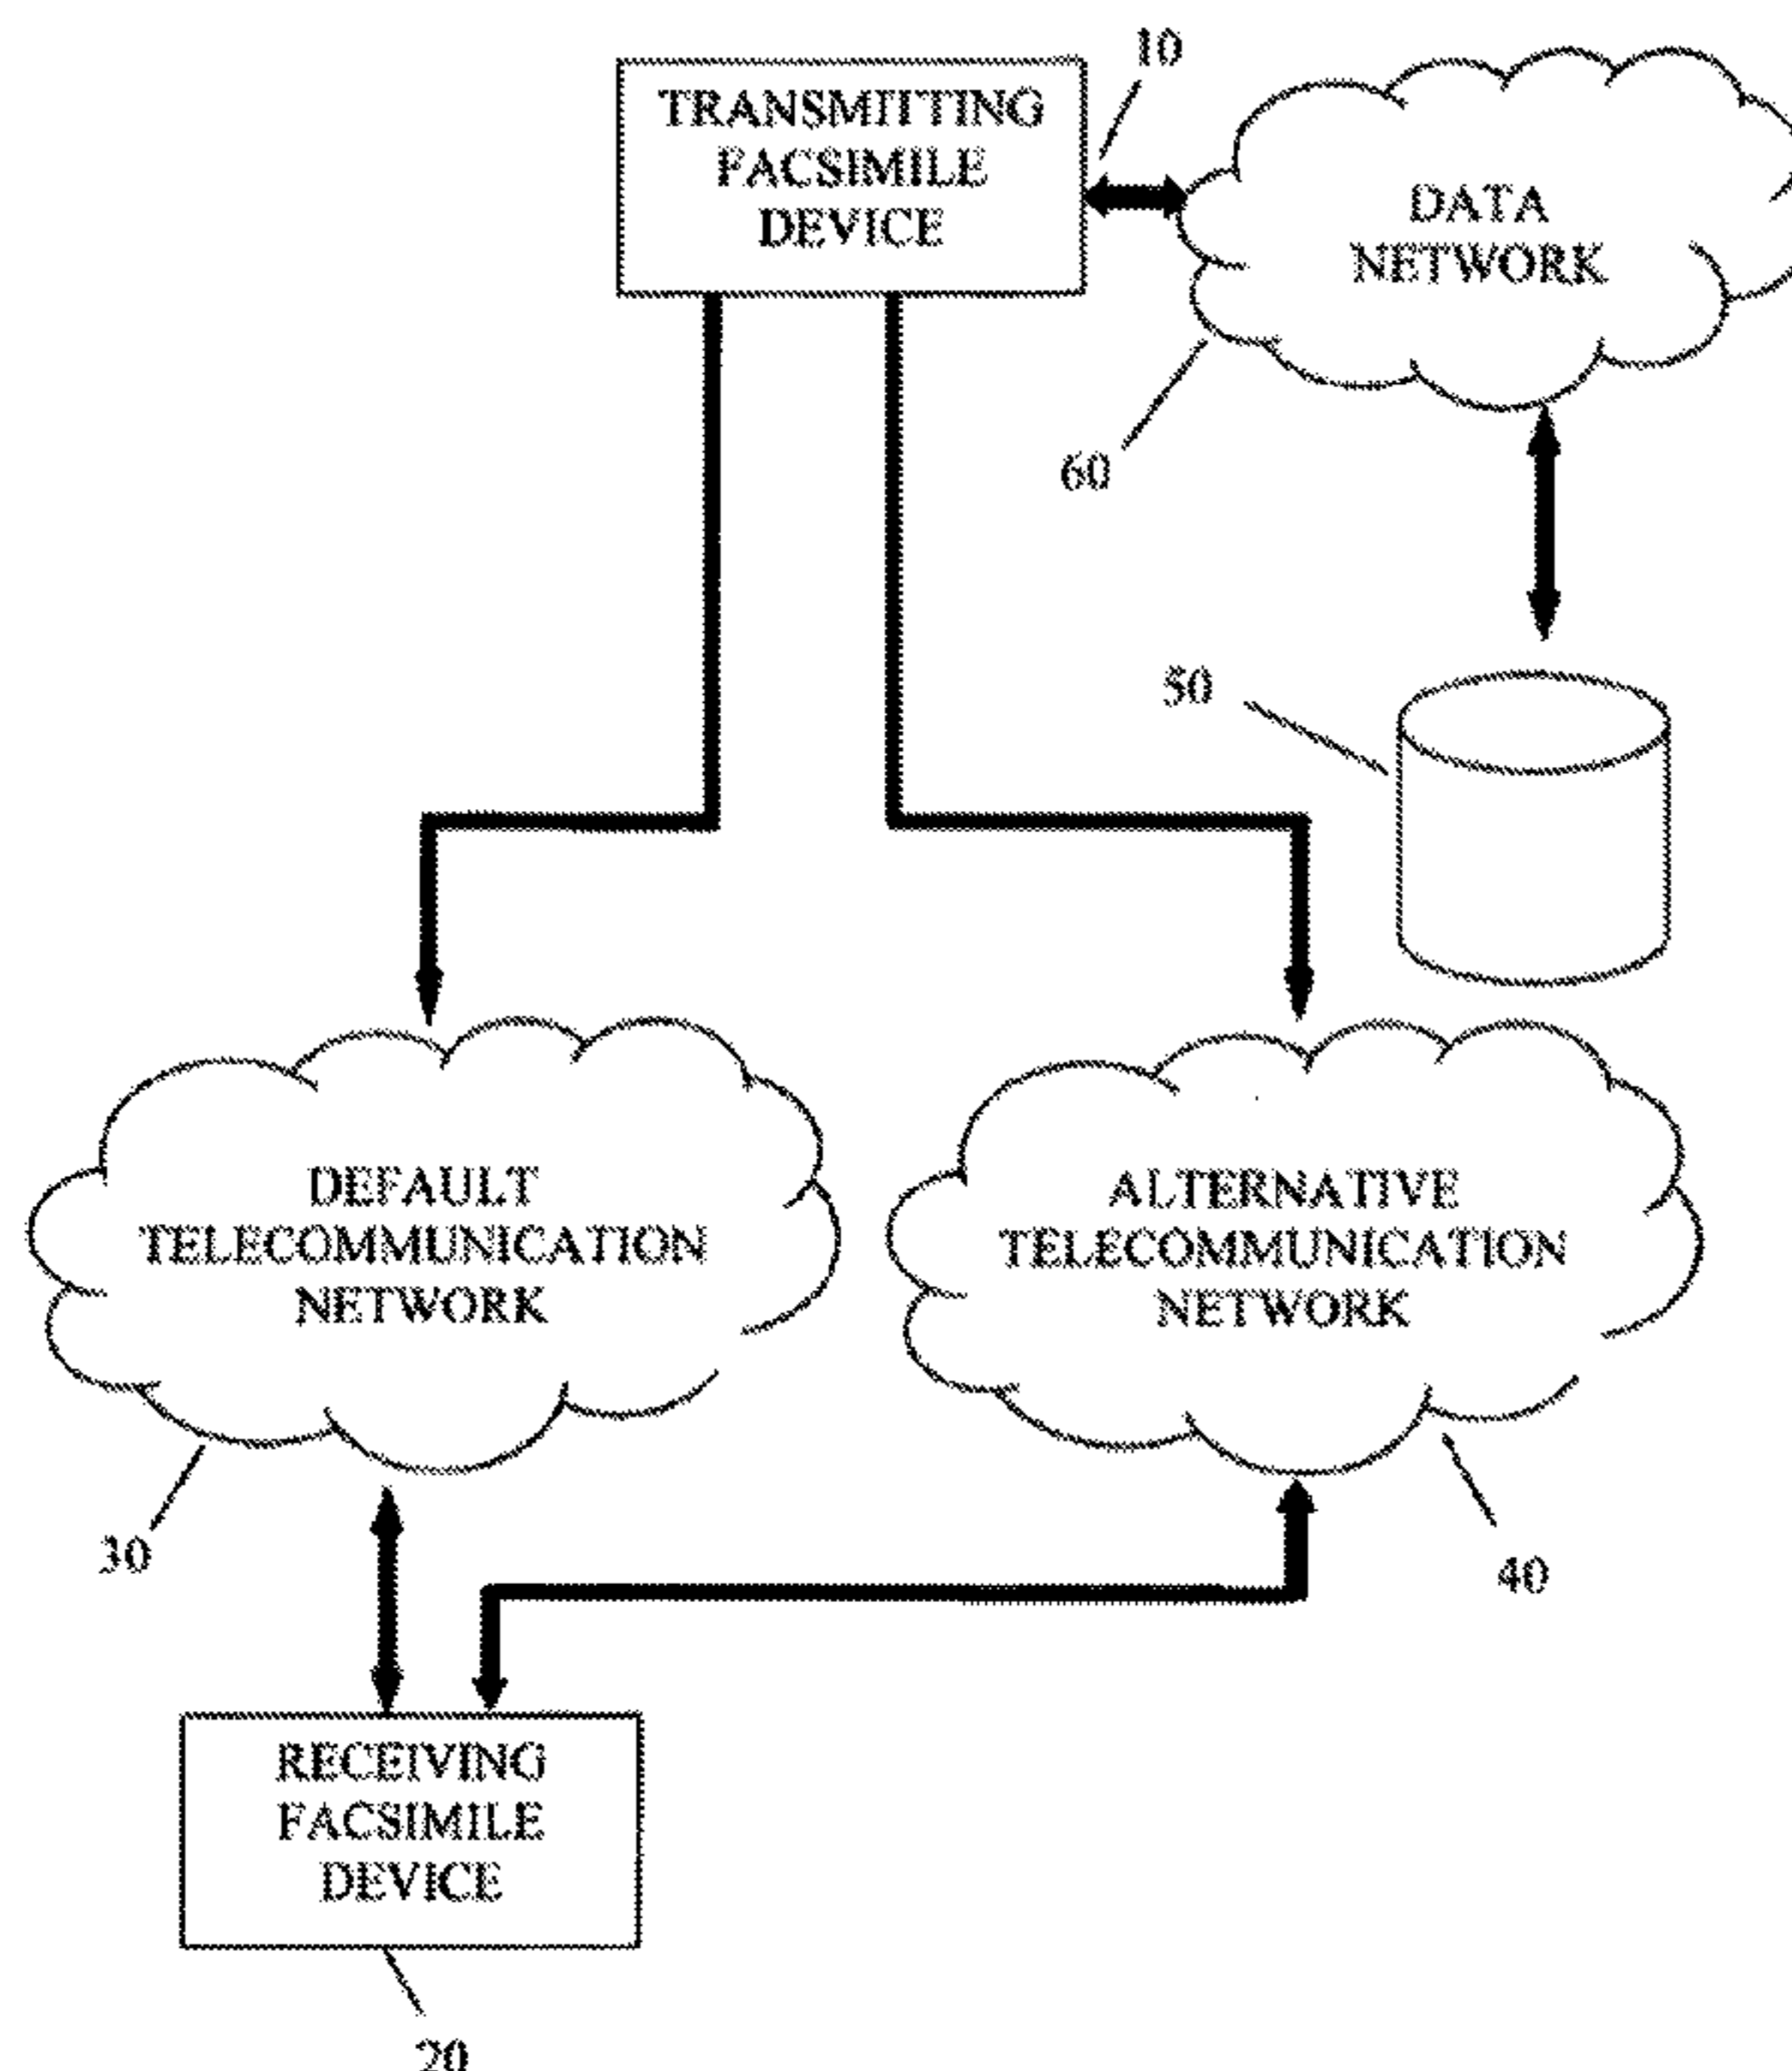 10
TRANSMITTING
FACSIMILE
DEVICE
DATA
NETWORK
60
50
DEFAULT
TELECOMMUNICATION
NETWORK
ALTERNATIVE
TELECOMMUNICATION
NETWORK
30
40
RECEIVING
FACSIMILE
DEVICE
20